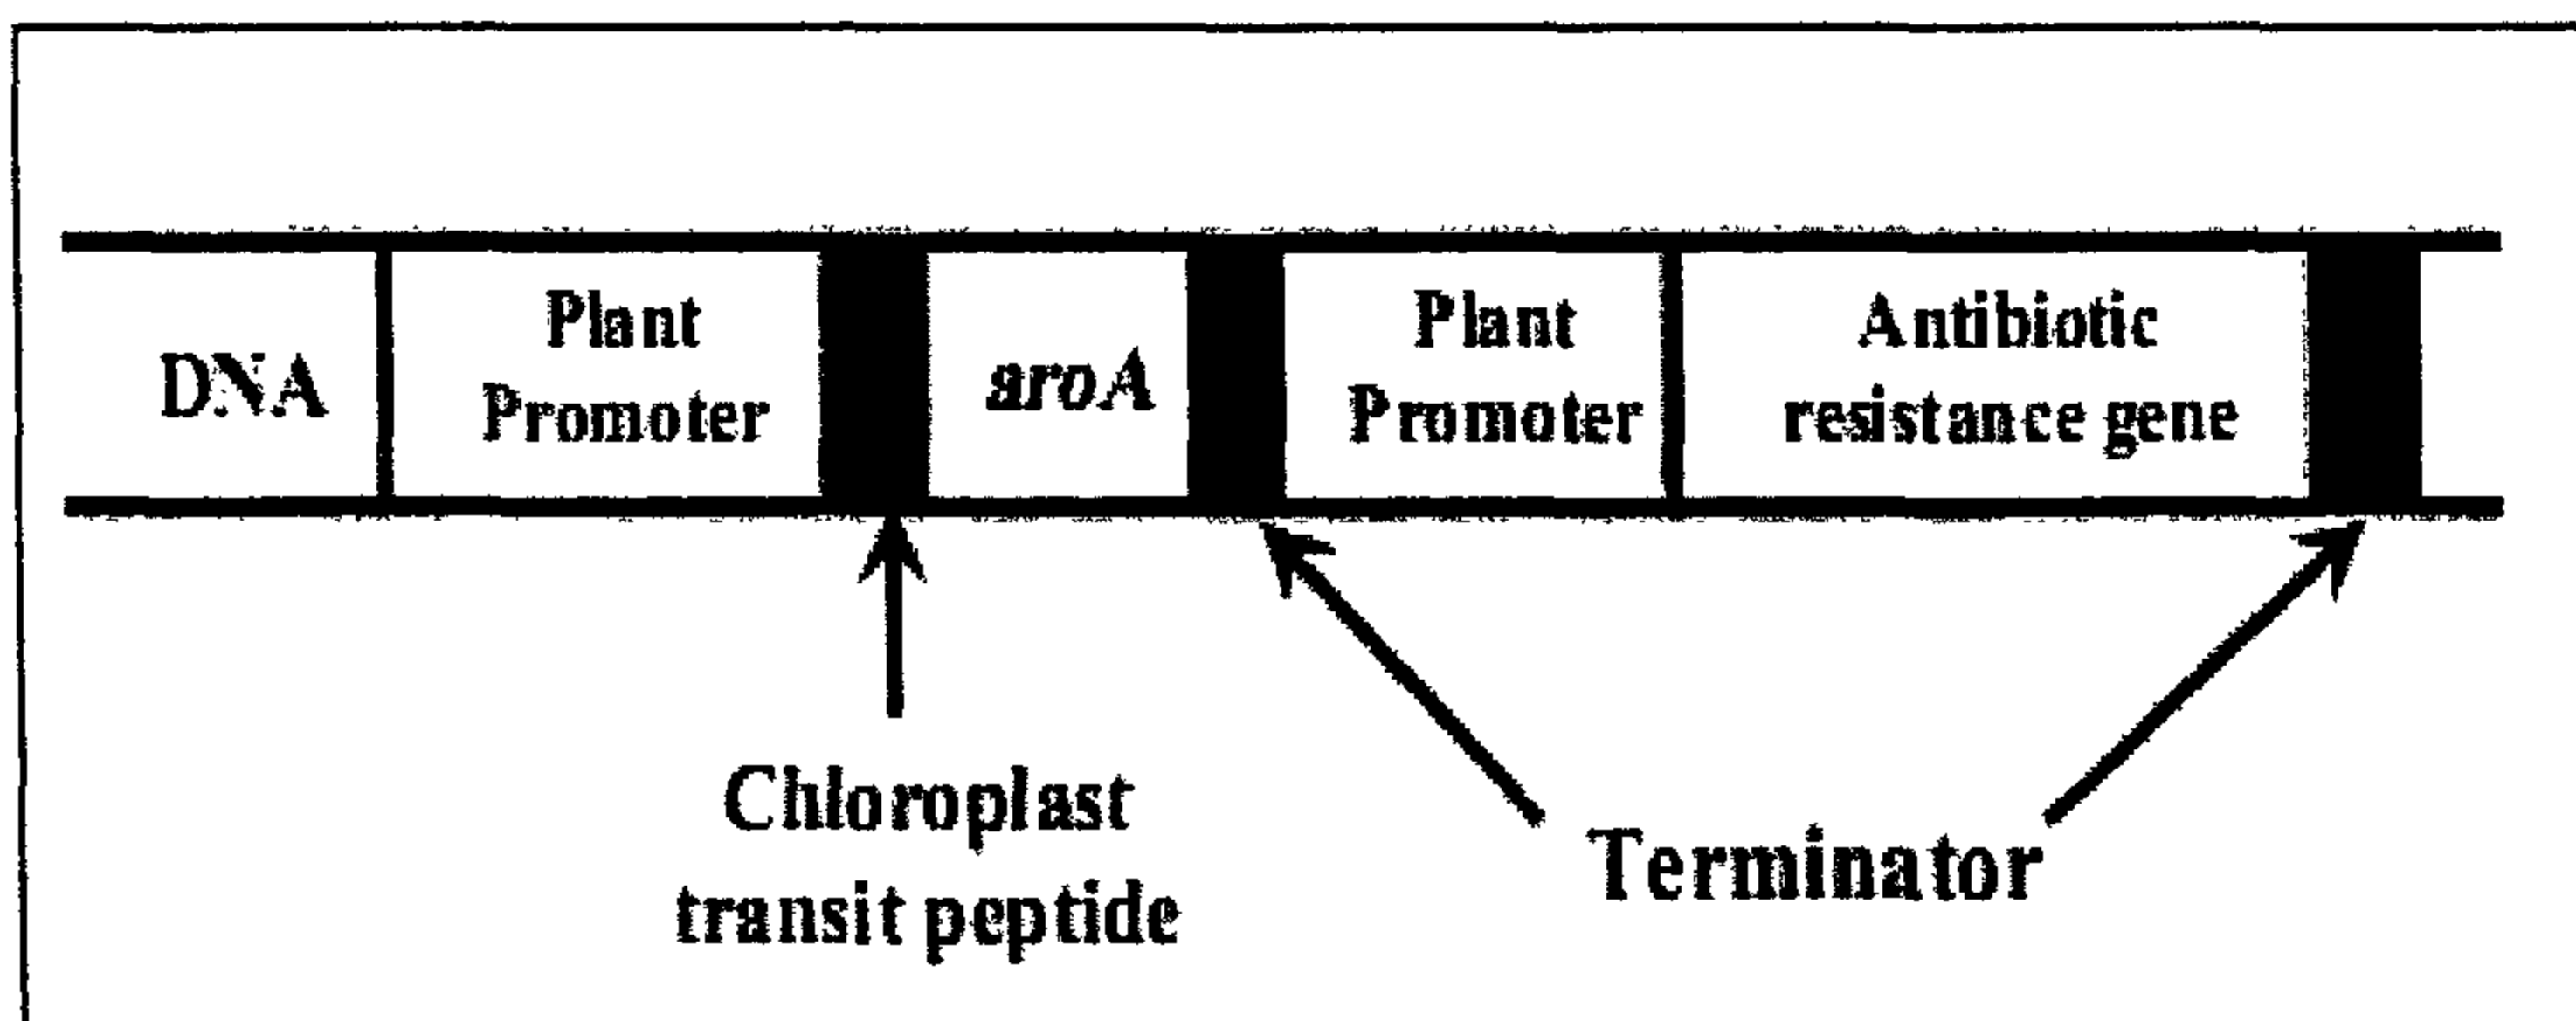 DNA
Plant
Promoter
aroA
Plant
Promoter
Antibiotic
resistance gene
Chloroplast
transit peptide
Terminator